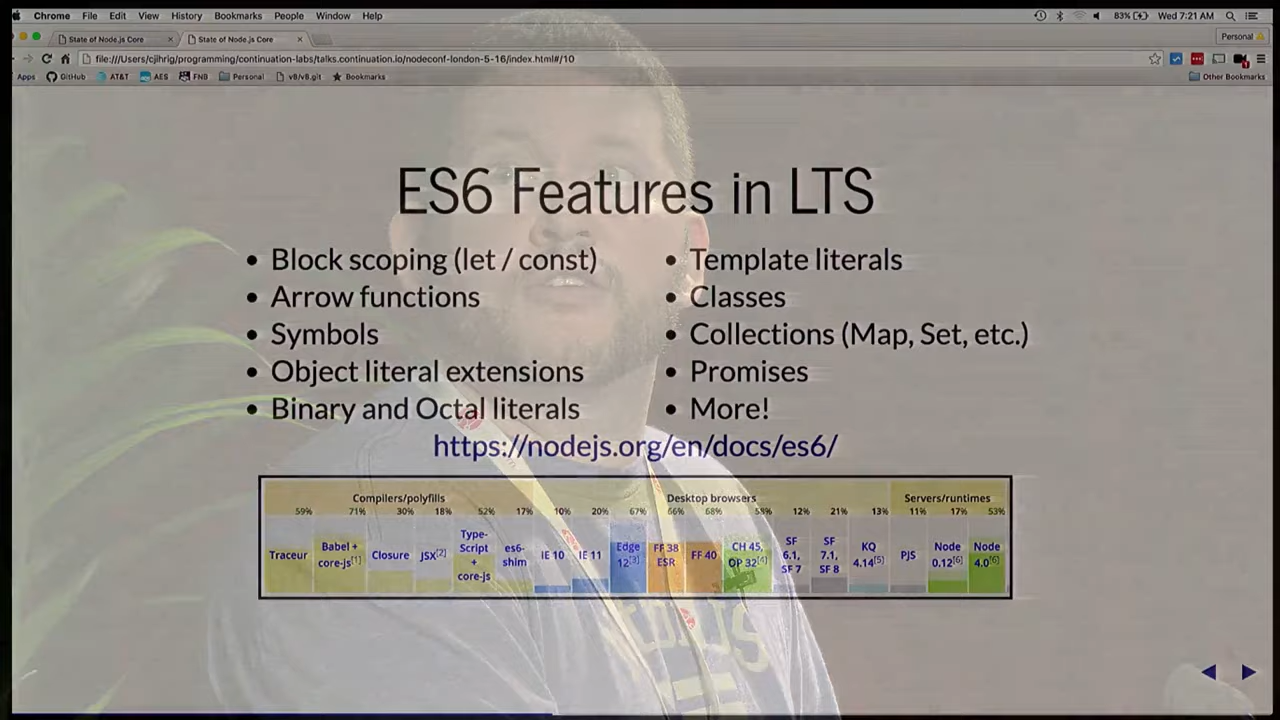 Chrome File Edit View History Bookmarks People Window Help 83% Wed 7:21 AM
State of Node.js Core State of Node.js Core Personal
file:///Users/cjihrig/programming/continuation-labs/talks.continuation.io/nodeconf-london-5-16/index.html#/10
Apps GitHub AT&T AES FNB Personal v8/v8.git Bookmarks Other Bookmarks
ES6 Features in LTS
Block scoping (let / const)
Arrow functions
Symbols
Object literal extensions
Binary and Octal literals
Template literals
Classes
Collections (Map, Set, etc.)
Promises
More!
https://nodejs.org/en/docs/es6/
Compilers/polyfills Desktop browsers Servers/runtimes
59% 71% 30% 18% 52% 17% 10% 20% 67% 66% 68% 59% 12% 21% 13% 11% 17% 53%
Traceur
Babel +
core-js[1]
Closure
JSX[2]
Type-
Script
+
core-js
es6-
shim
IE 10
IE 11
Edge
12[3]
FF 38
ESR
FF 40
CH 45,
OP 32[4]
SF
6.1,
SF 7
SF
7.1,
SF 8
KQ
4.14[5]
PJS
Node
0.12[6]
Node
4.0[6]